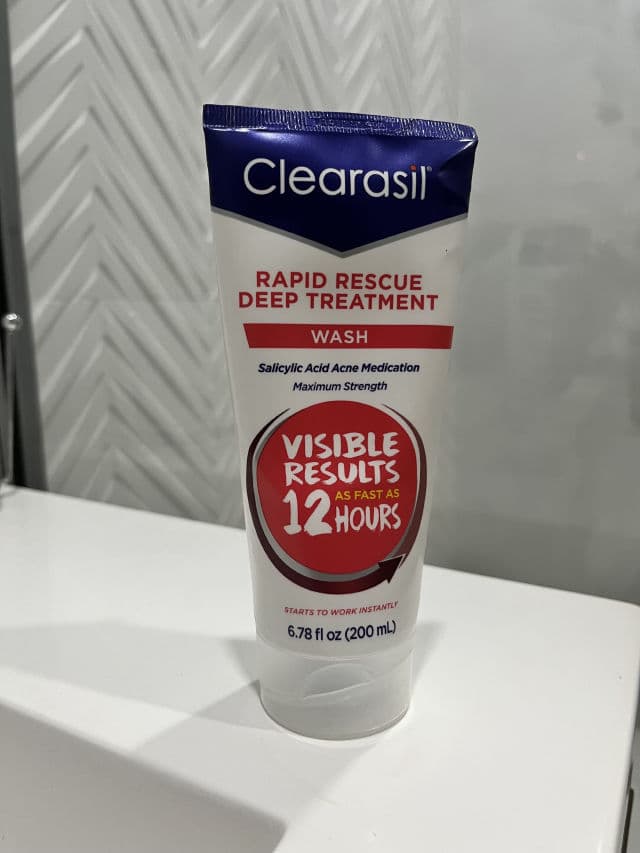 Clearasil®
RAPID RESCUE
DEEP TREATMENT
WASH
Salicylic Acid Acne Medication
Maximum Strength
VISIBLE
RESULTS
12 AS FAST AS
HOURS
STARTS TO WORK INSTANTLY
6.78 fl oz (200 mL)